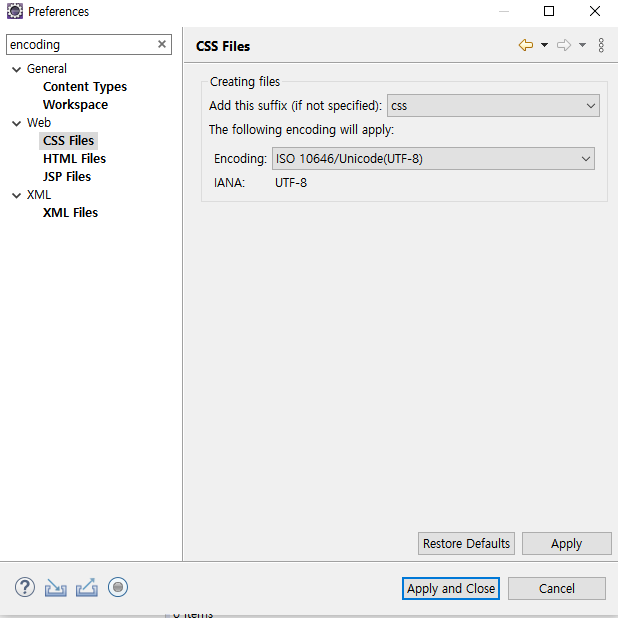 Preferences
encoding
General
Content Types
Workspace
Web
CSS Files
HTML Files
JSP Files
XML
XML Files
CSS Files
Creating files
Add this suffix (if not specified): css
The following encoding will apply:
Encoding: ISO 10646/Unicode(UTF-8)
IANA: UTF-8
Restore Defaults Apply
Apply and Close Cancel
0 items